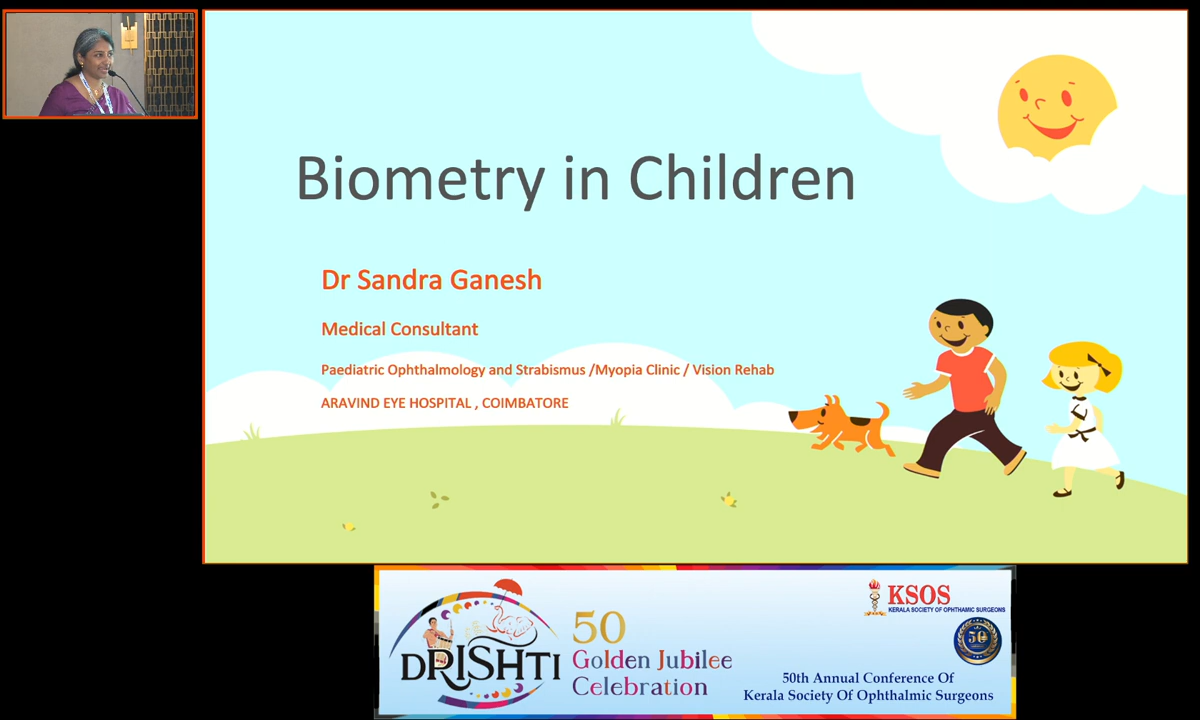 Biometry in Children
Dr Sandra Ganesh
Medical Consultant
Paediatric Ophthalmology and Strabismus /Myopia Clinic / Vision Rehab
ARAVIND EYE HOSPITAL , COIMBATORE
DRISHTI
50
Golden Jubilee
Celebration
KSOS
KERALA SOCIETY OF OPHTHAMIC SURGEONS
50
50th Annual Conference Of
Kerala Society Of Ophthalmic Surgeons